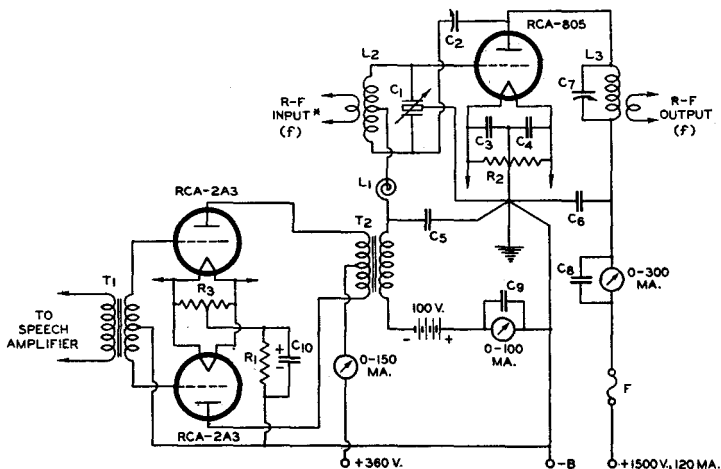 RCA-805
C2
L2
L3
C7
R-F
INPUT*
(f)
C1
R-F
OUTPUT
(f)
C3
C4
R2
L1
RCA-2A3
T2
C5
C6
C8
0-300
MA.
T1
R3
C9
100 V.
- +
0-100
MA.
TO
SPEECH
AMPLIFIER
R1
+
-
C10
0-150
MA.
F
RCA-2A3
+360 V.
-B
+1500 V., 120 MA.